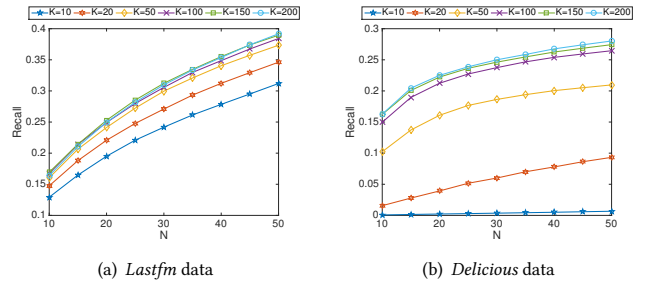 K=10 K=20 K=50 K=100 K=150 K=200
0.4
0.35
0.3
0.25
0.2
0.15
0.1
Recall
10 20 30 40 50
N
(a) Lastfm data
K=10 K=20 K=50 K=100 K=150 K=200
0.35
0.3
0.25
0.2
0.15
0.1
0.05
0
Recall
10 20 30 40 50
N
(b) Delicious data